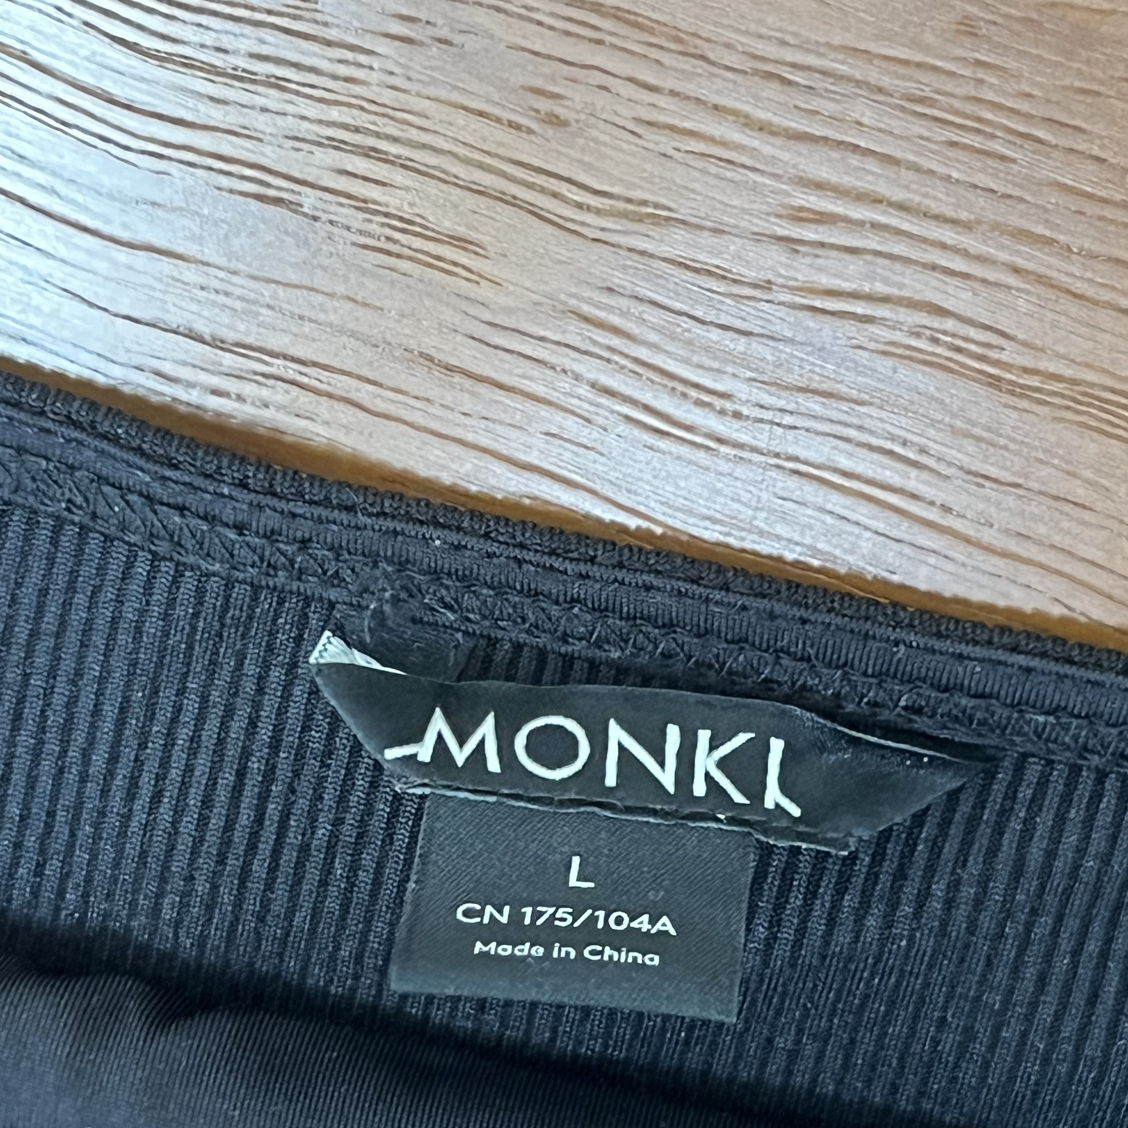 MONKI
L
CN 175/104A
Made in China